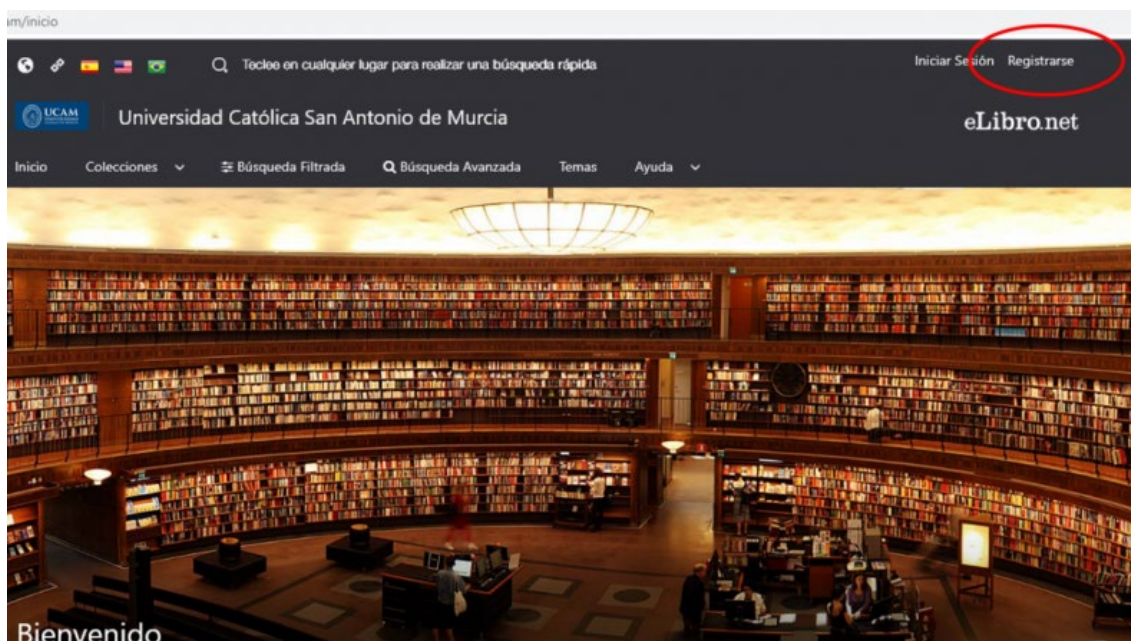 am/inicio
Teclee en cualquier lugar para realizar una búsqueda rápida
Iniciar Sesión Registrarse
UCAM
Universidad Católica San Antonio de Murcia
eLibro.net
Inicio Colecciones Búsqueda Filtrada Búsqueda Avanzada Temas Ayuda
Bienvenido